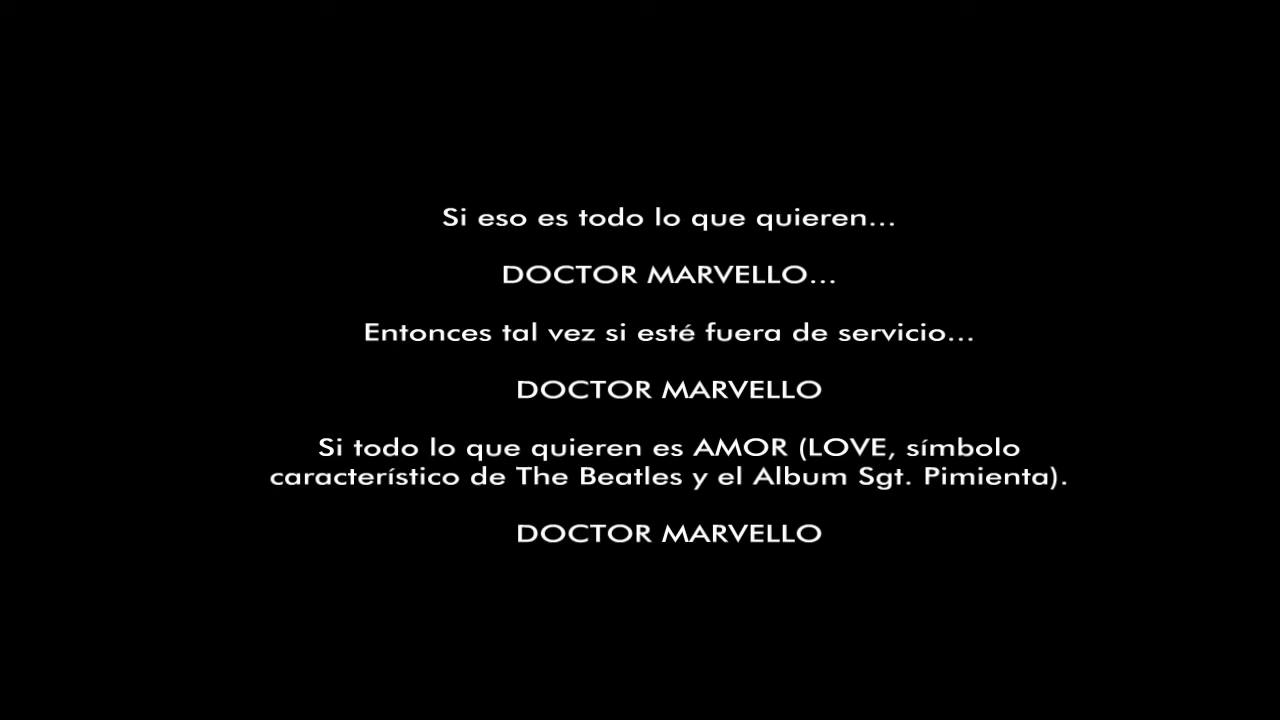 Si eso es todo lo que quieren...
DOCTOR MARVELLO...
Entonces tal vez si esté fuera de servicio...
DOCTOR MARVELLO
Si todo lo que quieren es AMOR (LOVE, símbolo
característico de The Beatles y el Album Sgt. Pimienta).
DOCTOR MARVELLO